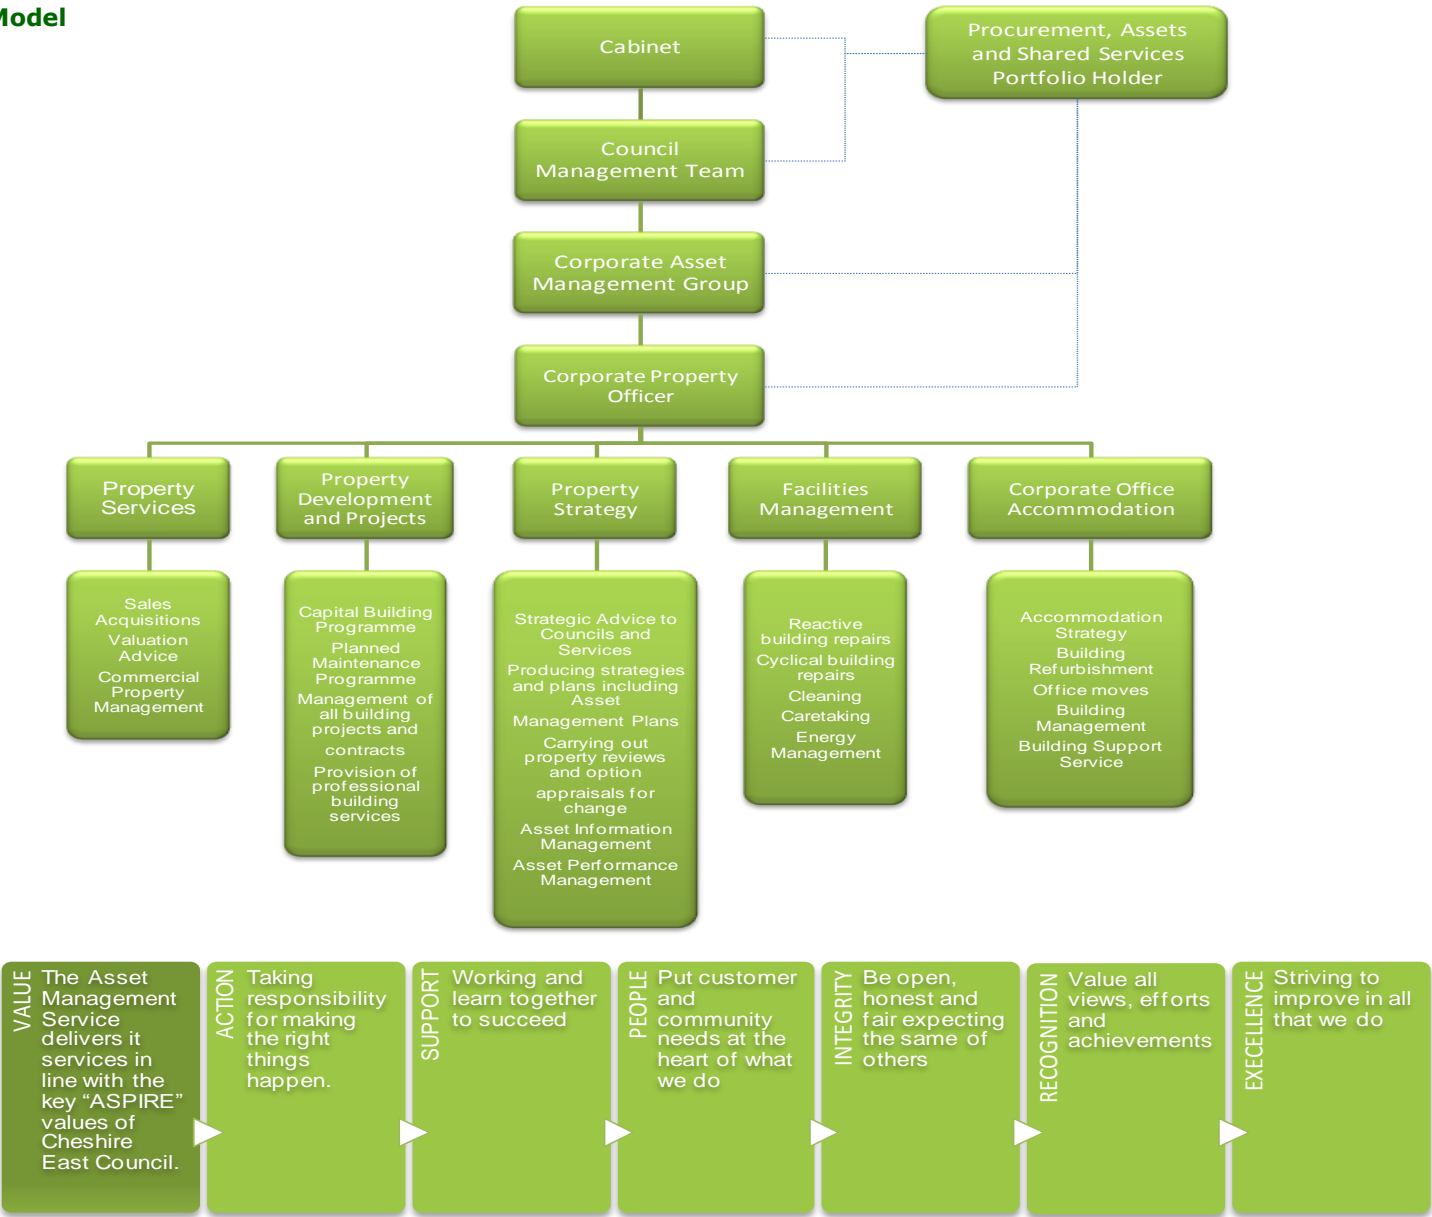 Model
Cabinet
Procurement, Assets
and Shared Services
Portfolio Holder
Council
Management Team
Corporate Asset
Management Group
Corporate Property
Officer
Property
Services
Property
Development
and Projects
Property
Strategy
Facilities
Management
Corporate Office
Accommodation
Sales
Acquisitions
Valuation
Advice
Commercial
Property
Management
Capital Building
Programme
Planned
Maintenance
Programme
Management of
all building
projects and
contracts
Provision of
professional
building
services
Strategic Advice to
Councils and
Services
Producing strategies
and plans including
Asset
Management Plans
Carrying out
property reviews
and option
appraisals for
change
Asset Information
Management
Asset Performance
Management
Reactive
building repairs
Cyclical building
repairs
Cleaning
Caretaking
Energy
Management
Accommodation
Strategy
Building
Refurbishment
Office moves
Building
Management
Building Support
Service
VALUE
The Asset
Management
Service
delivers it
services in
line with the
key “ASPIRE”
values of
Cheshire
East Council.
ACTION
Taking
responsibility
for making
the right
things
happen.
SUPPORT
Working and
learn together
to succeed
PEOPLE
Put customer
and
community
needs at the
heart of what
we do
INTEGRITY
Be open,
honest and
fair expecting
the same of
others
RECOGNITION
Value all
views, efforts
and
achievements
EXECELLENCE
Striving to
improve in all
that we do